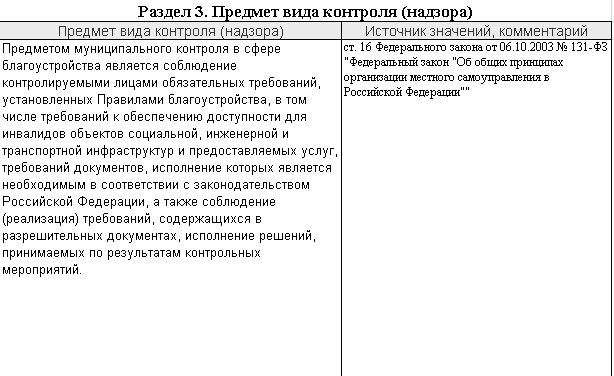 Раздел 3. Предмет вида контроля (надзора)
Предмет вида контроля (надзора)
Источник значений, комментарий
Предметом муниципального контроля в сфере
благоустройства является соблюдение
контролируемыми лицами обязательных требований,
установленных Правилами благоустройства, в том
числе требований к обеспечению доступности для
инвалидов объектов социальной, инженерной и
транспортной инфраструктур и предоставляемых услуг,
требований документов, исполнение которых является
необходимым в соответствии с законодательством
Российской Федерации, а также соблюдение
(реализация) требований, содержащихся в
разрешительных документах, исполнение решений,
принимаемых по результатам контрольных
мероприятий.
ст. 16 Федерального закона от 06.10.2003 № 131-ФЗ
"Федеральный закон "Об общих принципах
организации местного самоуправления в
Российской Федерации""